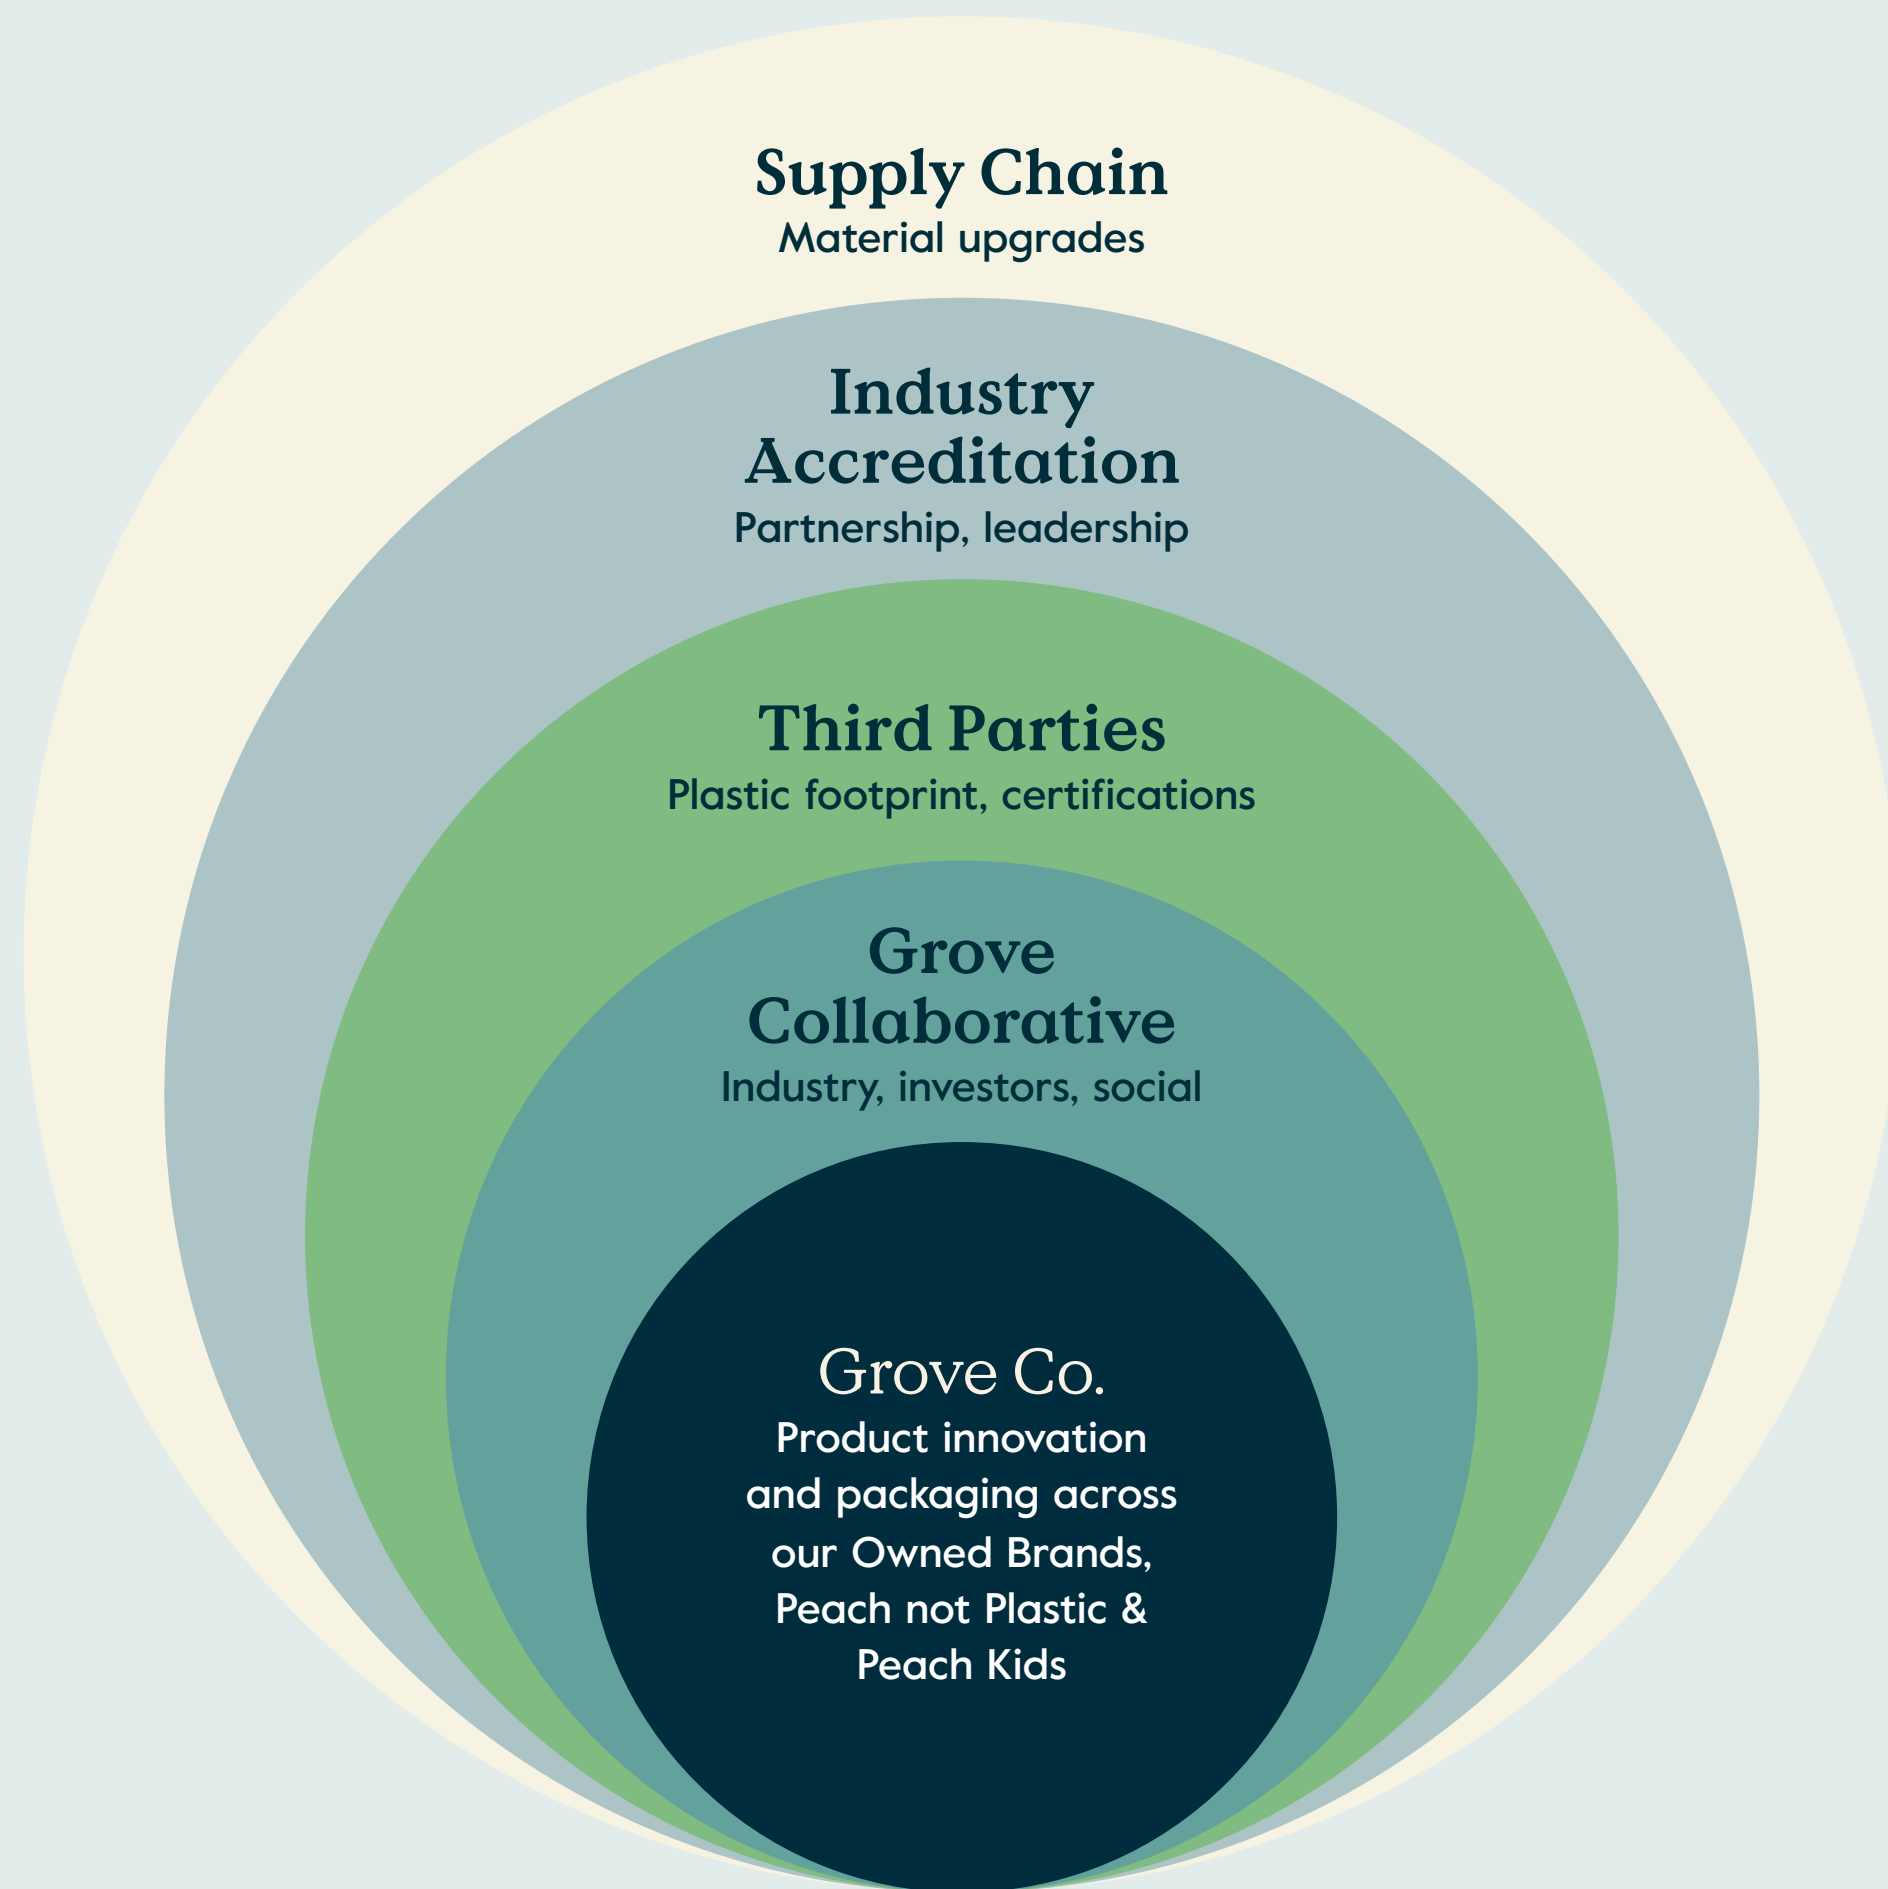 Supply Chain
Material upgrades
Industry
Accreditation
Partnership, leadership
Third Parties
Plastic footprint, certifications
Grove
Collaborative
Industry, investors, social
Grove Co.
Product innovation
and packaging across
our Owned Brands,
Peach not Plastic &
Peach Kids